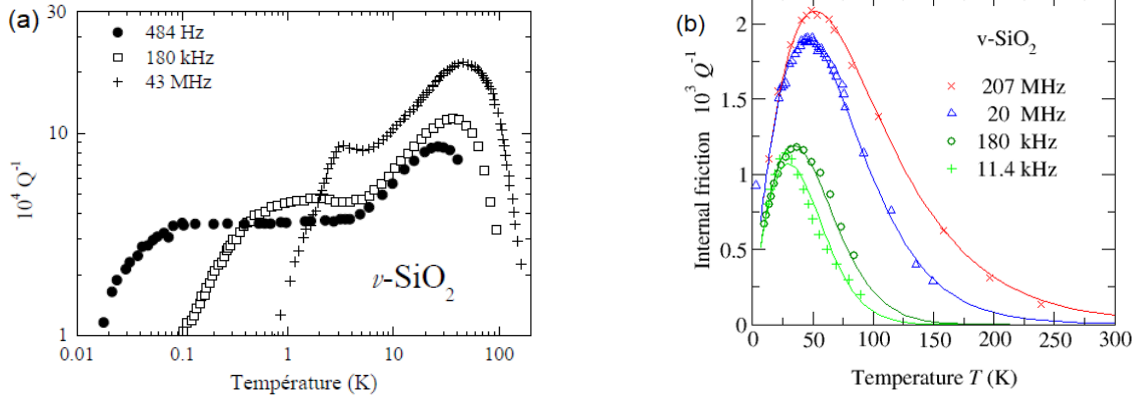 (a)
30
10
1
10⁴ Q⁻¹
484 Hz
180 kHz
43 MHz
ν-SiO₂
0.01 0.1 1 10 100
Température (K)
(b)
2
1.5
1
0.5
0
Internal friction 10³ Q⁻¹
v-SiO₂
207 MHz
20 MHz
180 kHz
11.4 kHz
0 50 100 150 200 250 300
Temperature T (K)